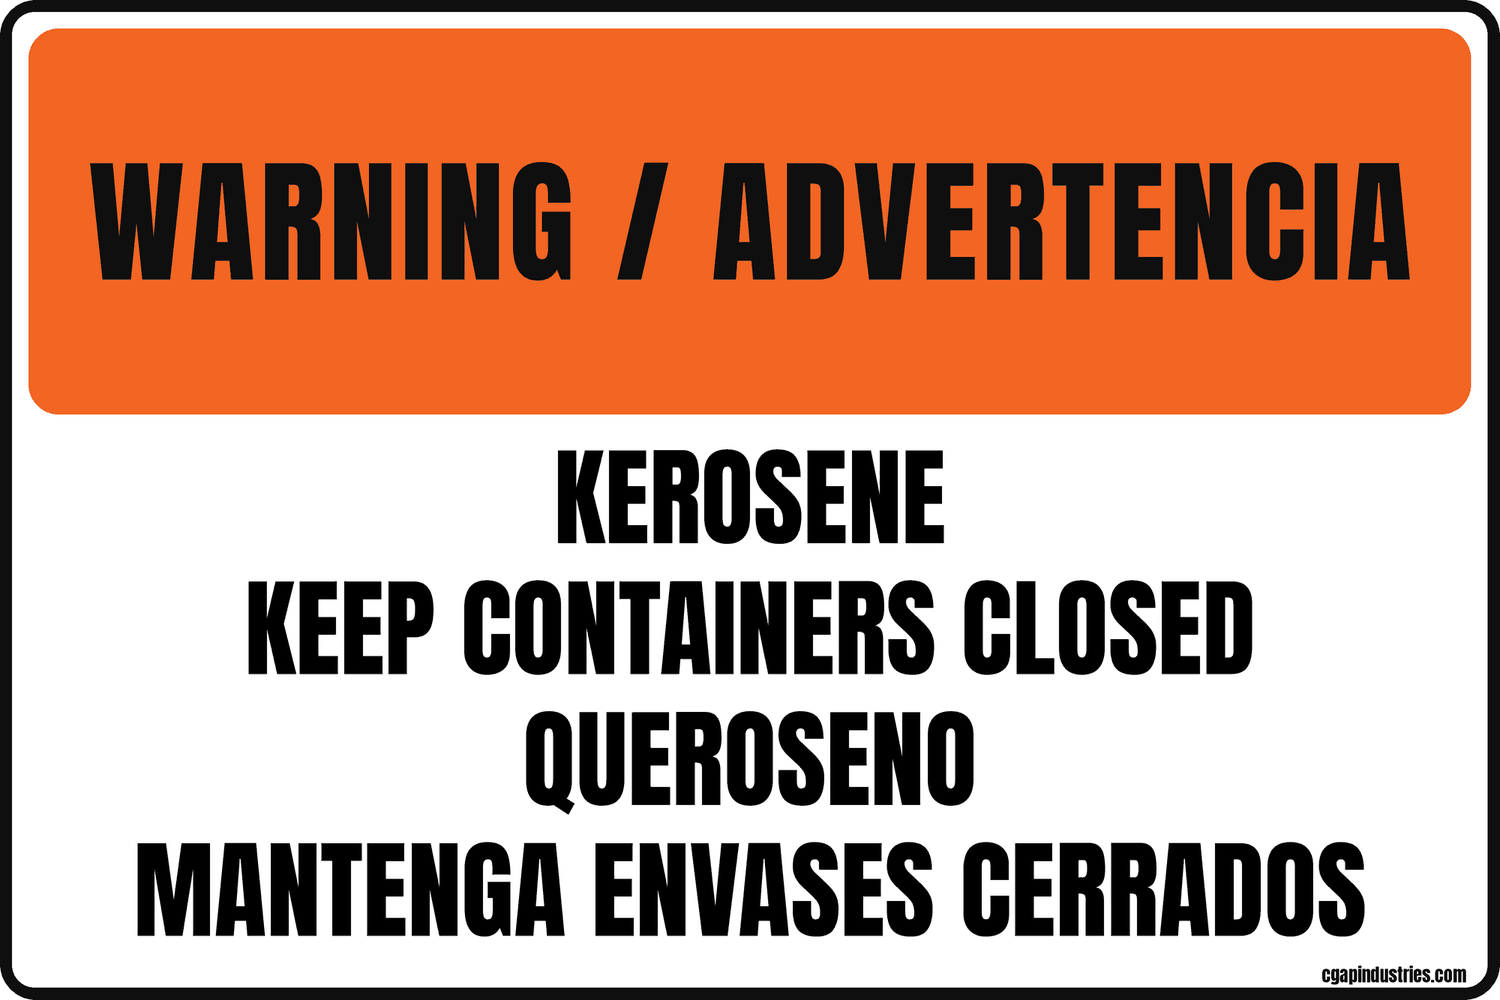 WARNING / ADVERTENCIA
KEROSENE
KEEP CONTAINERS CLOSED
QUEROSENO
MANTENGA ENVASES CERRADOS
cgapindustries.com